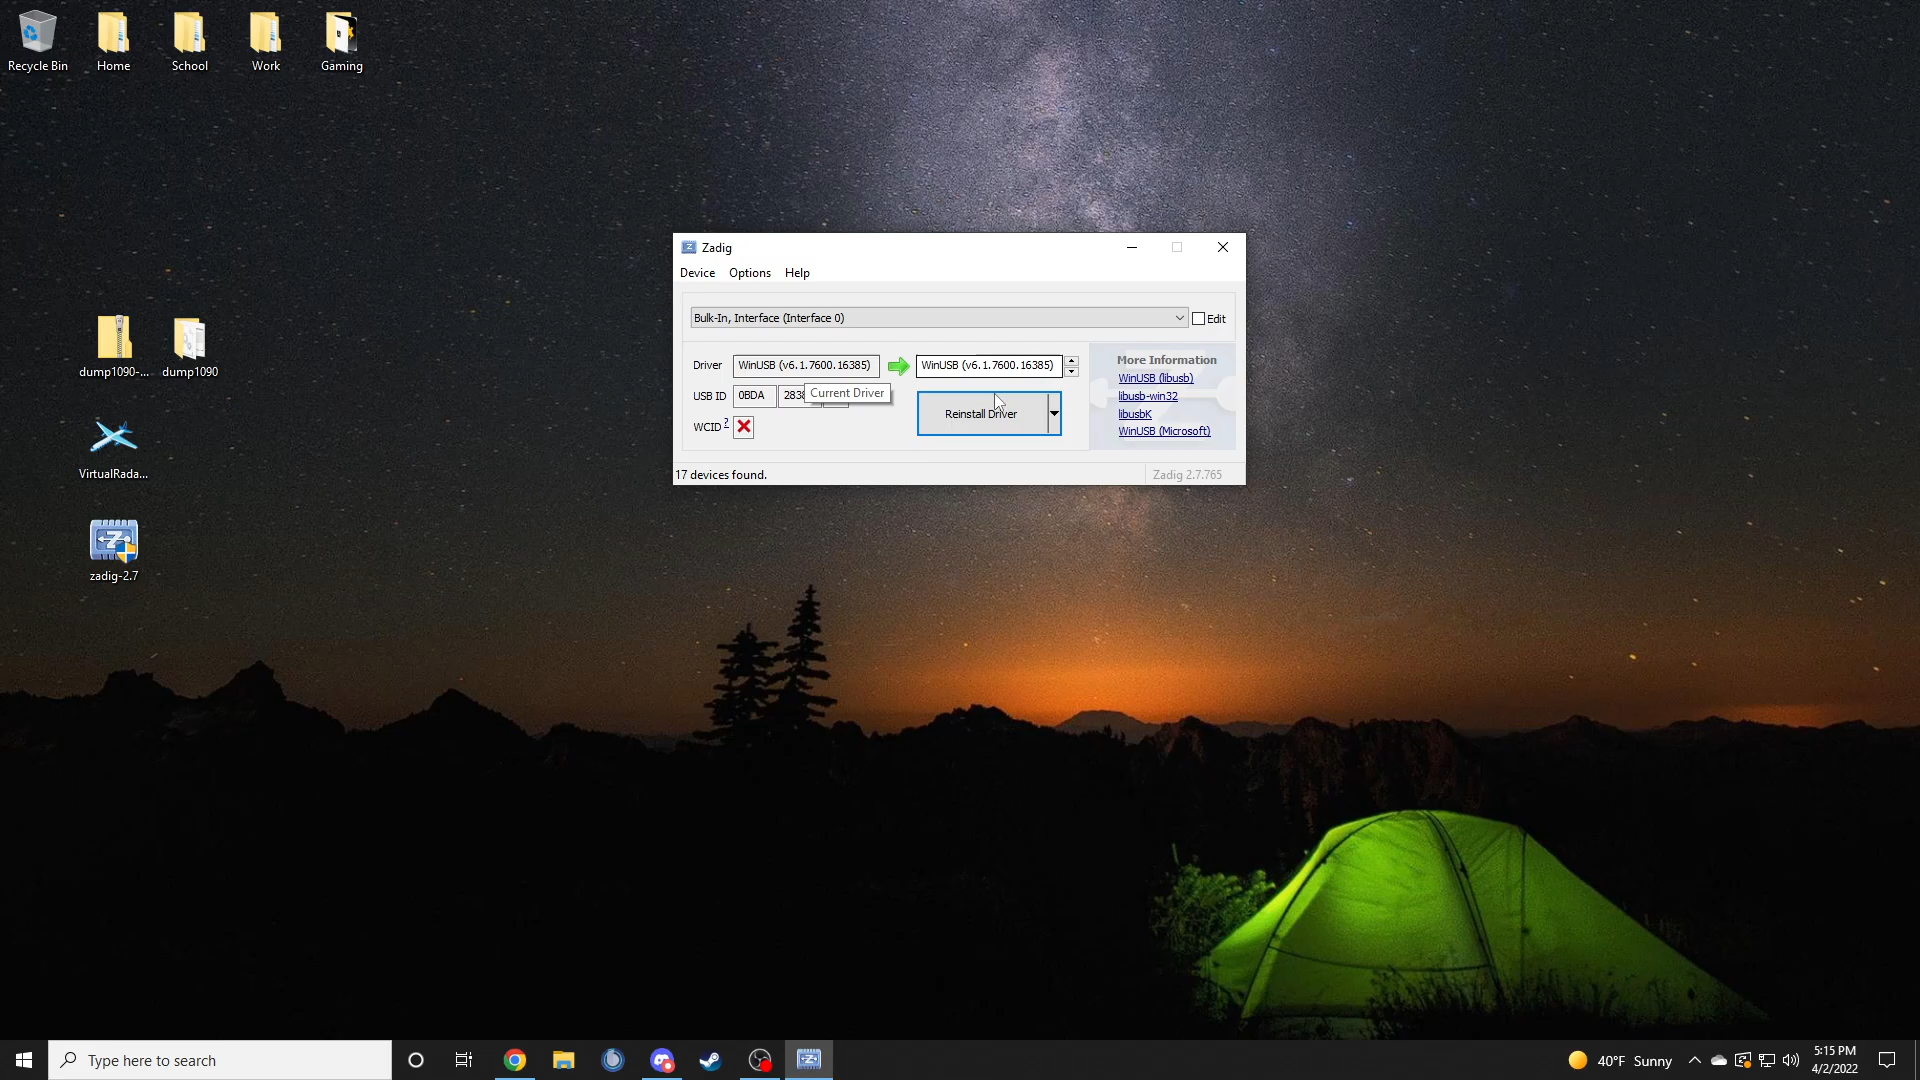 Recycle Bin
Home
School
Work
Gaming
dump1090-...
dump1090
VirtualRada...
zadig-2.7
Zadig
Device Options Help
Bulk-In, Interface (Interface 0)
Edit
Driver
WinUSB (v6.1.7600.16385)
WinUSB (v6.1.7600.16385)
USB ID
0BDA
2838
Current Driver
WCID ?
Reinstall Driver
More Information
WinUSB (libusb)
libusb-win32
libusbK
WinUSB (Microsoft)
17 devices found.
Zadig 2.7.765
Type here to search
40°F Sunny
5:15 PM
4/2/2022